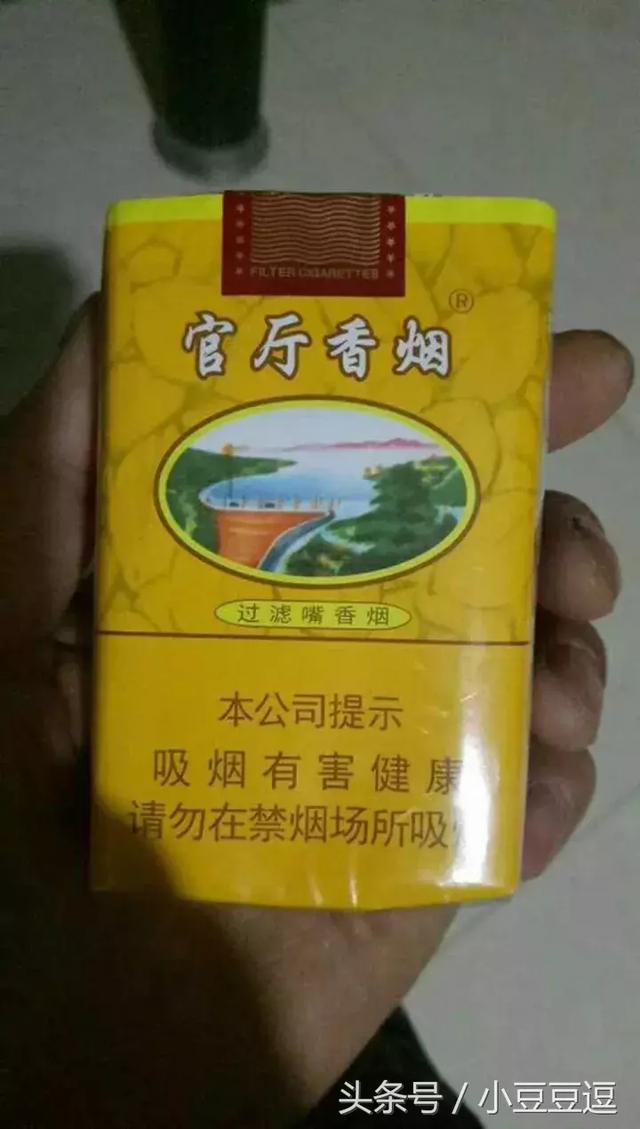 FILTER CIGARETTES
官厅香烟®
过滤嘴香烟
本公司提示
吸烟有害健康
请勿在禁烟场所吸
头条号 / 小豆豆逗